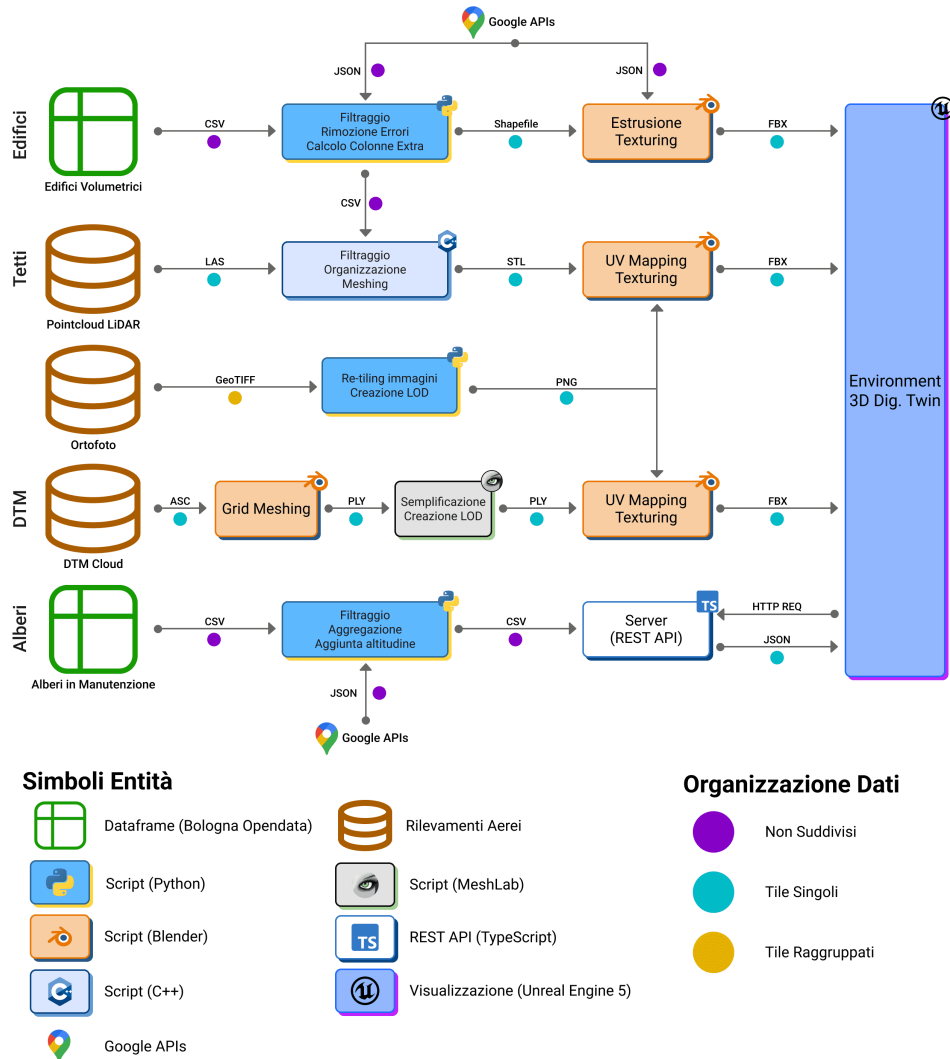 Google APIs
JSON
JSON
Edifici
Edifici Volumetrici
CSV
Filtraggio
Rimozione Errori
Calcolo Colonne Extra
Shapefile
Estrusione
Texturing
FBX
CSV
Tetti
Pointcloud LiDAR
LAS
Filtraggio
Organizzazione
Meshing
STL
UV Mapping
Texturing
FBX
Ortofoto
GeoTIFF
Re-tiling immagini
Creazione LOD
PNG
Environment
3D Dig. Twin
DTM
DTM Cloud
ASC
Grid Meshing
PLY
Semplificazione
Creazione LOD
PLY
UV Mapping
Texturing
FBX
Alberi
Alberi in Manutenzione
CSV
Filtraggio
Aggregazione
Aggiunta altitudine
CSV
TS
Server
(REST API)
HTTP REQ
JSON
JSON
Google APIs
Simboli Entità
Dataframe (Bologna Opendata)
Rilevamenti Aerei
Script (Python)
Script (MeshLab)
Script (Blender)
TS
REST API (TypeScript)
Script (C++)
Visualizzazione (Unreal Engine 5)
Google APIs
Organizzazione Dati
Non Suddivisi
Tile Singoli
Tile Raggruppati